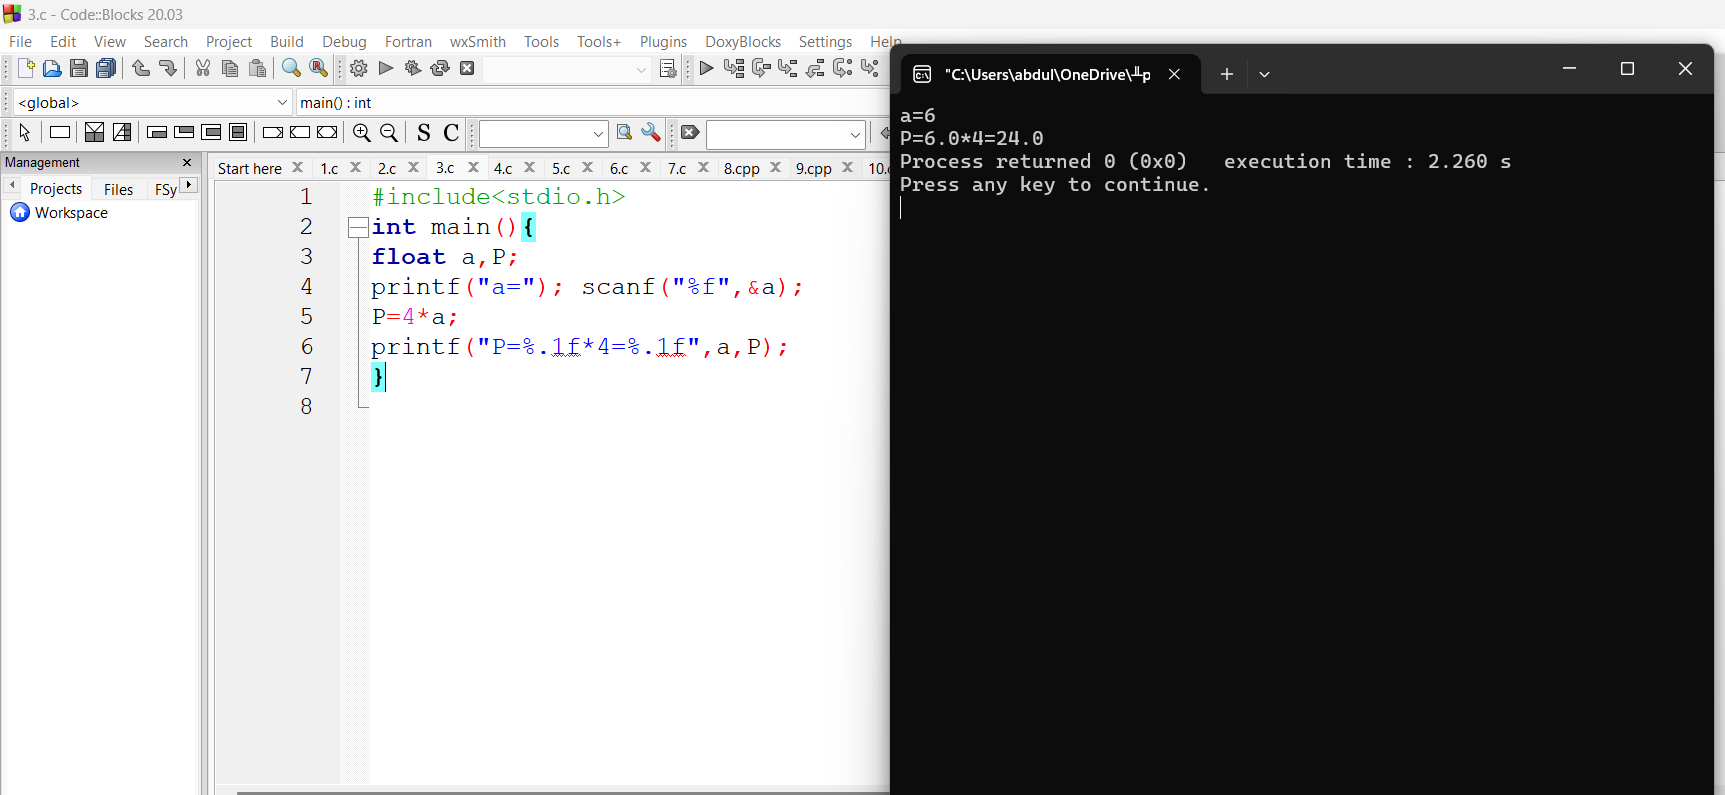 3.c - Code::Blocks 20.03
File Edit View Search Project Build Debug Fortran wxSmith Tools Tools+ Plugins DoxyBlocks Settings Help
<global> main() : int
S C
Management
Projects Files FSy
Workspace
Start here 1.c 2.c 3.c 4.c 5.c 6.c 7.c 8.cpp 9.cpp 10.
1 #include<stdio.h>
2 int main(){
3 float a,P;
4 printf("a="); scanf("%f",&a);
5 P=4*a;
6 printf("P=%.1f*4=%.1f",a,P);
7 }
8
"C:\Users\abdul\OneDrive\╨p
a=6
P=6.0*4=24.0
Process returned 0 (0x0)   execution time : 2.260 s
Press any key to continue.